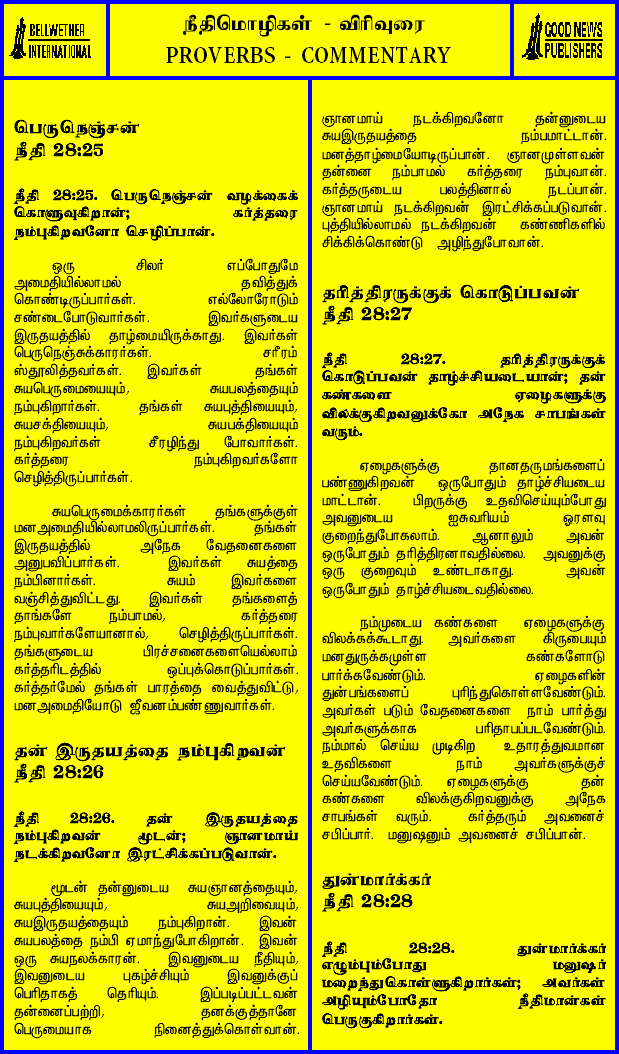 BELLWETHER
INTERNATIONAL
நீதிமொழிகள் - விரிவுரை
PROVERBS - COMMENTARY
GOOD NEWS
PUBLISHERS
பெருநெஞ்சன்
நீதி 28:25
நீதி 28:25. பெருநெஞ்சன் வழக்கைக்
கொளுவுகிறான்; கர்த்தரை
நம்புகிறவனோ செழிப்பான்.
ஒரு சிலர் எப்போதுமே
அமைதியில்லாமல் தவித்துக்
கொண்டிருப்பார்கள். எல்லோரோடும்
சண்டைபோடுவார்கள். இவர்களுடைய
இருதயத்தில் தாழ்மையிருக்காது. இவர்கள்
பெருநெஞ்சுக்காரர்கள். சரீரம்
ஸ்தூலித்தவர்கள். இவர்கள் தங்கள்
சுயபெருமையையும், சுயபலத்தையும்
நம்புகிறார்கள். தங்கள் சுயபுத்தியையும்,
சுயசக்தியையும், சுயபக்தியையும்
நம்புகிறவர்கள் சீரழிந்து போவார்கள்.
கர்த்தரை நம்புகிறவர்களோ
செழித்திருப்பார்கள்.
சுயபெருமைக்காரர்கள் தங்களுக்குள்
மனஅமைதியில்லாமலிருப்பார்கள். தங்கள்
இருதயத்தில் அநேக வேதனைகளை
அனுபவிப்பார்கள். இவர்கள் சுயத்தை
நம்பினார்கள். சுயம் இவர்களை
வஞ்சித்துவிட்டது. இவர்கள் தங்களைத்
தாங்களே நம்பாமல், கர்த்தரை
நம்புவார்களேயானால், செழித்திருப்பார்கள்.
தங்களுடைய பிரச்சனைகளையெல்லாம்
கர்த்தரிடத்தில் ஒப்புக்கொடுப்பார்கள்.
கர்த்தர்மேல் தங்கள் பாரத்தை வைத்துவிட்டு,
மனஅமைதியோடு ஜீவனம்பண்ணுவார்கள்.
தன் இருதயத்தை நம்புகிறவன்
நீதி 28:26
நீதி 28:26. தன் இருதயத்தை
நம்புகிறவன் மூடன்; ஞானமாய்
நடக்கிறவனோ இரட்சிக்கப்படுவான்.
மூடன் தன்னுடைய சுயஞானத்தையும்,
சுயபுத்தியையும், சுயஅறிவையும்,
சுயஇருதயத்தையும் நம்புகிறான். இவன்
சுயபலத்தை நம்பி ஏமாந்துபோகிறான். இவன்
ஒரு சுயநலக்காரன். இவனுடைய நீதியும்,
இவனுடைய புகழ்ச்சியும் இவனுக்குப்
பெரிதாகத் தெரியும். இப்படிப்பட்டவன்
தன்னைப்பற்றி, தனக்குத்தானே
பெருமையாக நினைத்துக்கொள்வான்.
ஞானமாய் நடக்கிறவனோ தன்னுடைய
சுயஇருதயத்தை நம்பமாட்டான்.
மனத்தாழ்மையோடிருப்பான். ஞானமுள்ளவன்
தன்னை நம்பாமல் கர்த்தரை நம்புவான்.
கர்த்தருடைய பலத்தினால் நடப்பான்.
ஞானமாய் நடக்கிறவன் இரட்சிக்கப்படுவான்.
புத்தியில்லாமல் நடக்கிறவன் கண்ணிகளில்
சிக்கிக்கொண்டு அழிந்துபோவான்.
தரித்திரருக்குக் கொடுப்பவன்
நீதி 28:27
நீதி 28:27. தரித்திரருக்குக்
கொடுப்பவன் தாழ்ச்சியடையான்; தன்
கண்களை ஏழைகளுக்கு
விலக்குகிறவனுக்கோ அநேக சாபங்கள்
வரும்.
ஏழைகளுக்கு தானதருமங்களைப்
பண்ணுகிறவன் ஒருபோதும் தாழ்ச்சியடைய
மாட்டான். பிறருக்கு உதவிசெய்யும்போது
அவனுடைய ஐசுவரியம் ஓரளவு
குறைந்துபோகலாம். ஆனாலும் அவன்
ஒருபோதும் தரித்திரனாவதில்லை. அவனுக்கு
ஒரு குறைவும் உண்டாகாது. அவன்
ஒருபோதும் தாழ்ச்சியடைவதில்லை.
நம்முடைய கண்களை ஏழைகளுக்கு
விலக்கக்கூடாது. அவர்களை கிருபையும்
மனதுருக்கமுள்ள கண்களோடு
பார்க்கவேண்டும். ஏழைகளின்
துன்பங்களைப் புரிந்துகொள்ளவேண்டும்.
அவர்கள் படும் வேதனைகளை நாம் பார்த்து
அவர்களுக்காக பரிதாபப்படவேண்டும்.
நம்மால் செய்ய முடிகிற உதாரத்துவமான
உதவிகளை நாம் அவர்களுக்குச்
செய்யவேண்டும். ஏழைகளுக்கு தன்
கண்களை விலக்குகிறவனுக்கு அநேக
சாபங்கள் வரும். கர்த்தரும் அவனைச்
சபிப்பார். மனுஷனும் அவனைச் சபிப்பான்.
துன்மார்க்கர்
நீதி 28:28
நீதி 28:28. துன்மார்க்கர்
எழும்பும்போது மனுஷர்
மறைந்துகொள்ளுகிறார்கள்; அவர்கள்
அழியும்போதோ நீதிமான்கள்
பெருகுகிறார்கள்.